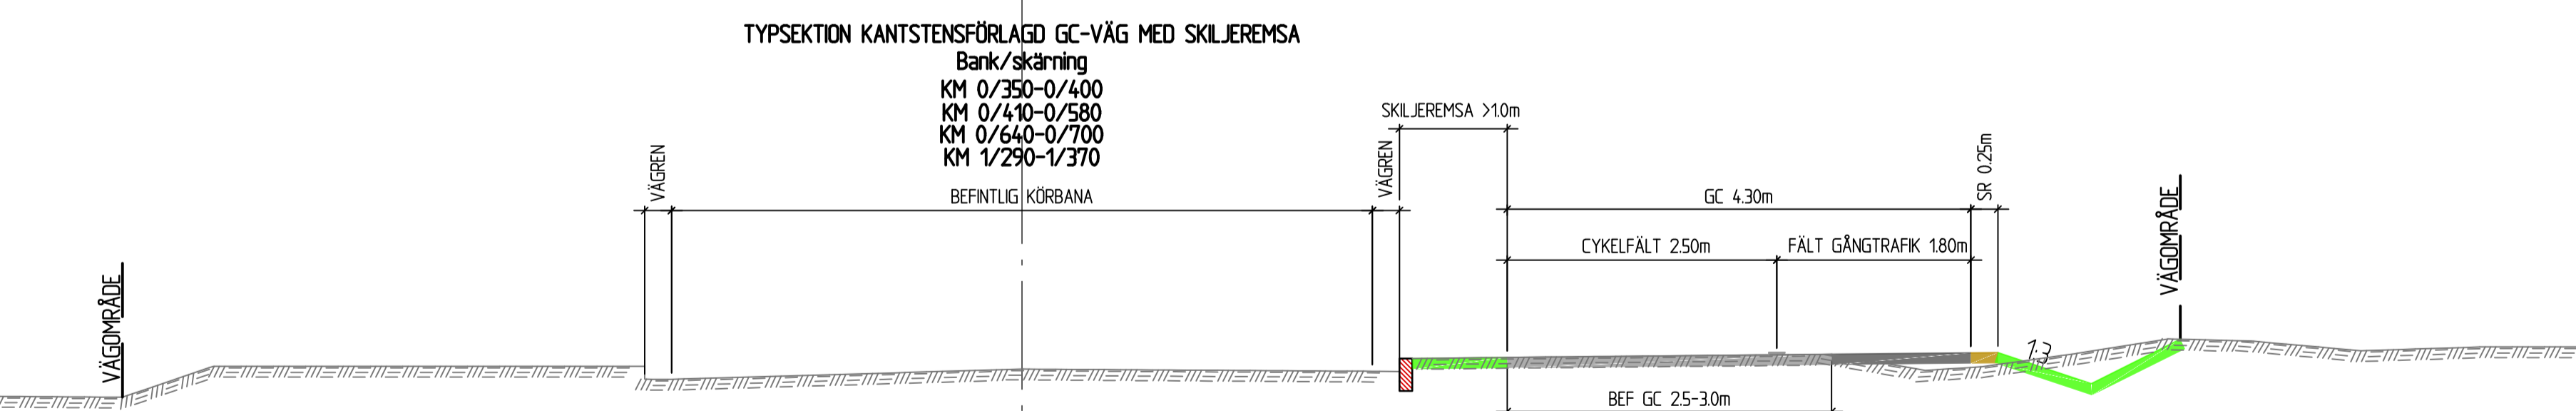 TYPSEKTION KANTSTENSFÖRLAGD GC-VÄG MED SKILJEREMSA
Bank/skärning
KM 0/350-0/400
KM 0/410-0/580
KM 0/640-0/700
KM 1/290-1/370
SKILJEREMSA >1.0m
VÄGREN
BEFINTLIG KÖRBANA
VÄGREN
GC 4.30m
SR 0.25m
CYKELFÄLT 2.50m
FÄLT GÅNGTRAFIK 1.80m
VÄGOMRÅDE
VÄGOMRÅDE
1:3
BEF GC 2.5-3.0m